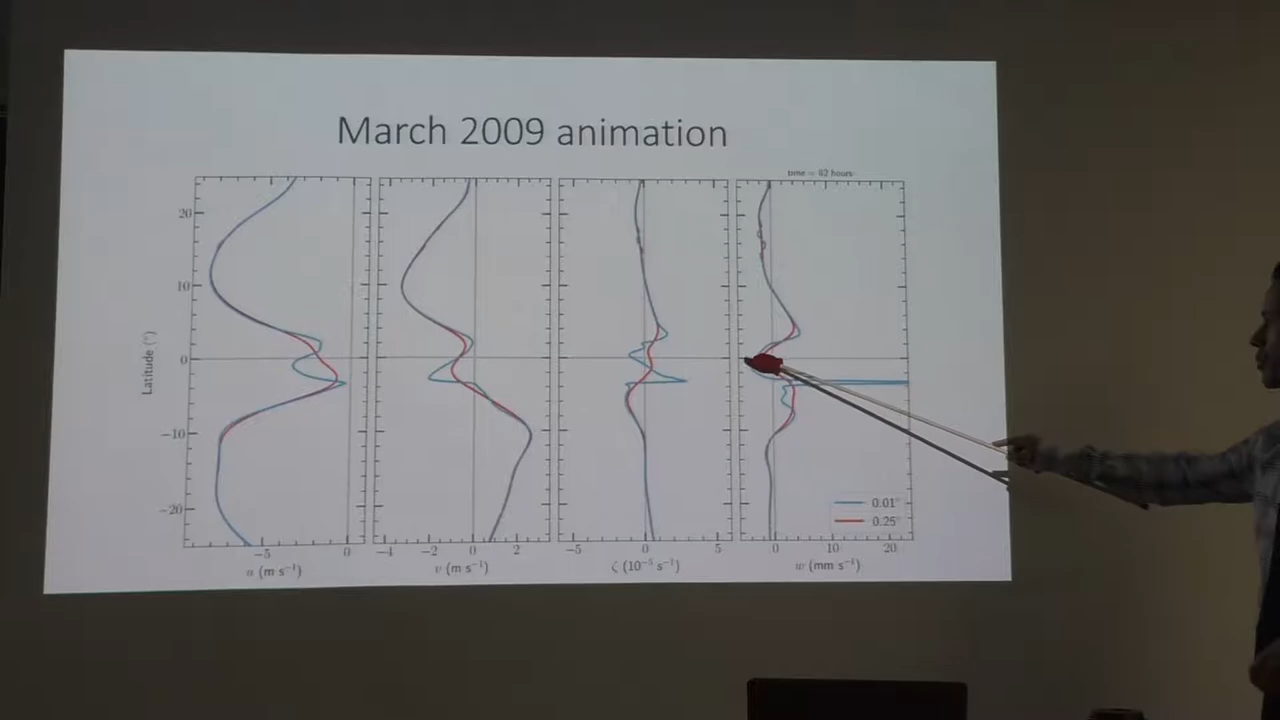 March 2009 animation
time = 82 hours
20
10
0
−10
−20
Latitude (°)
−5 0
u (m s⁻¹)
−4 −2 0 2
v (m s⁻¹)
−5 0 5
ζ (10⁻⁵ s⁻¹)
0 10 20
w (mm s⁻¹)
0.01°
0.25°